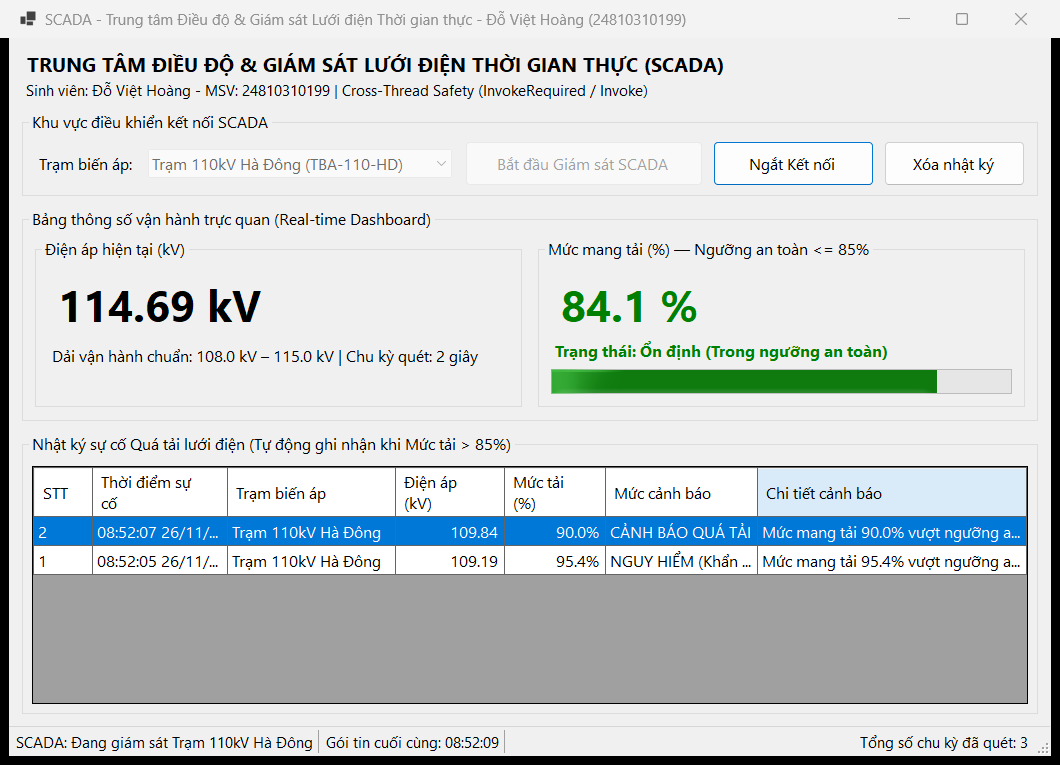 SCADA - Trung tâm Điều độ & Giám sát Lưới điện Thời gian thực - Đỗ Việt Hoàng (24810310199)
TRUNG TÂM ĐIỀU ĐỘ & GIÁM SÁT LƯỚI ĐIỆN THỜI GIAN THỰC (SCADA)
Sinh viên: Đỗ Việt Hoàng - MSV: 24810310199 | Cross-Thread Safety (InvokeRequired / Invoke)
Khu vực điều khiển kết nối SCADA
Trạm biến áp: Trạm 110kV Hà Đông (TBA-110-HD) Bắt đầu Giám sát SCADA Ngắt Kết nối Xóa nhật ký
Bảng thông số vận hành trực quan (Real-time Dashboard)
Điện áp hiện tại (kV)
114.69 kV
Dải vận hành chuẩn: 108.0 kV – 115.0 kV | Chu kỳ quét: 2 giây
Mức mang tải (%) — Ngưỡng an toàn <= 85%
84.1 %
Trạng thái: Ổn định (Trong ngưỡng an toàn)
Nhật ký sự cố Quá tải lưới điện (Tự động ghi nhận khi Mức tải > 85%)
STT Thời điểm sự cố Trạm biến áp Điện áp (kV) Mức tải (%) Mức cảnh báo Chi tiết cảnh báo
2 08:52:07 26/11/... Trạm 110kV Hà Đông 109.84 90.0% CẢNH BÁO QUÁ TẢI Mức mang tải 90.0% vượt ngưỡng a...
1 08:52:05 26/11/... Trạm 110kV Hà Đông 109.19 95.4% NGUY HIỂM (Khẩn ... Mức mang tải 95.4% vượt ngưỡng a...
SCADA: Đang giám sát Trạm 110kV Hà Đông Gói tin cuối cùng: 08:52:09 Tổng số chu kỳ đã quét: 3